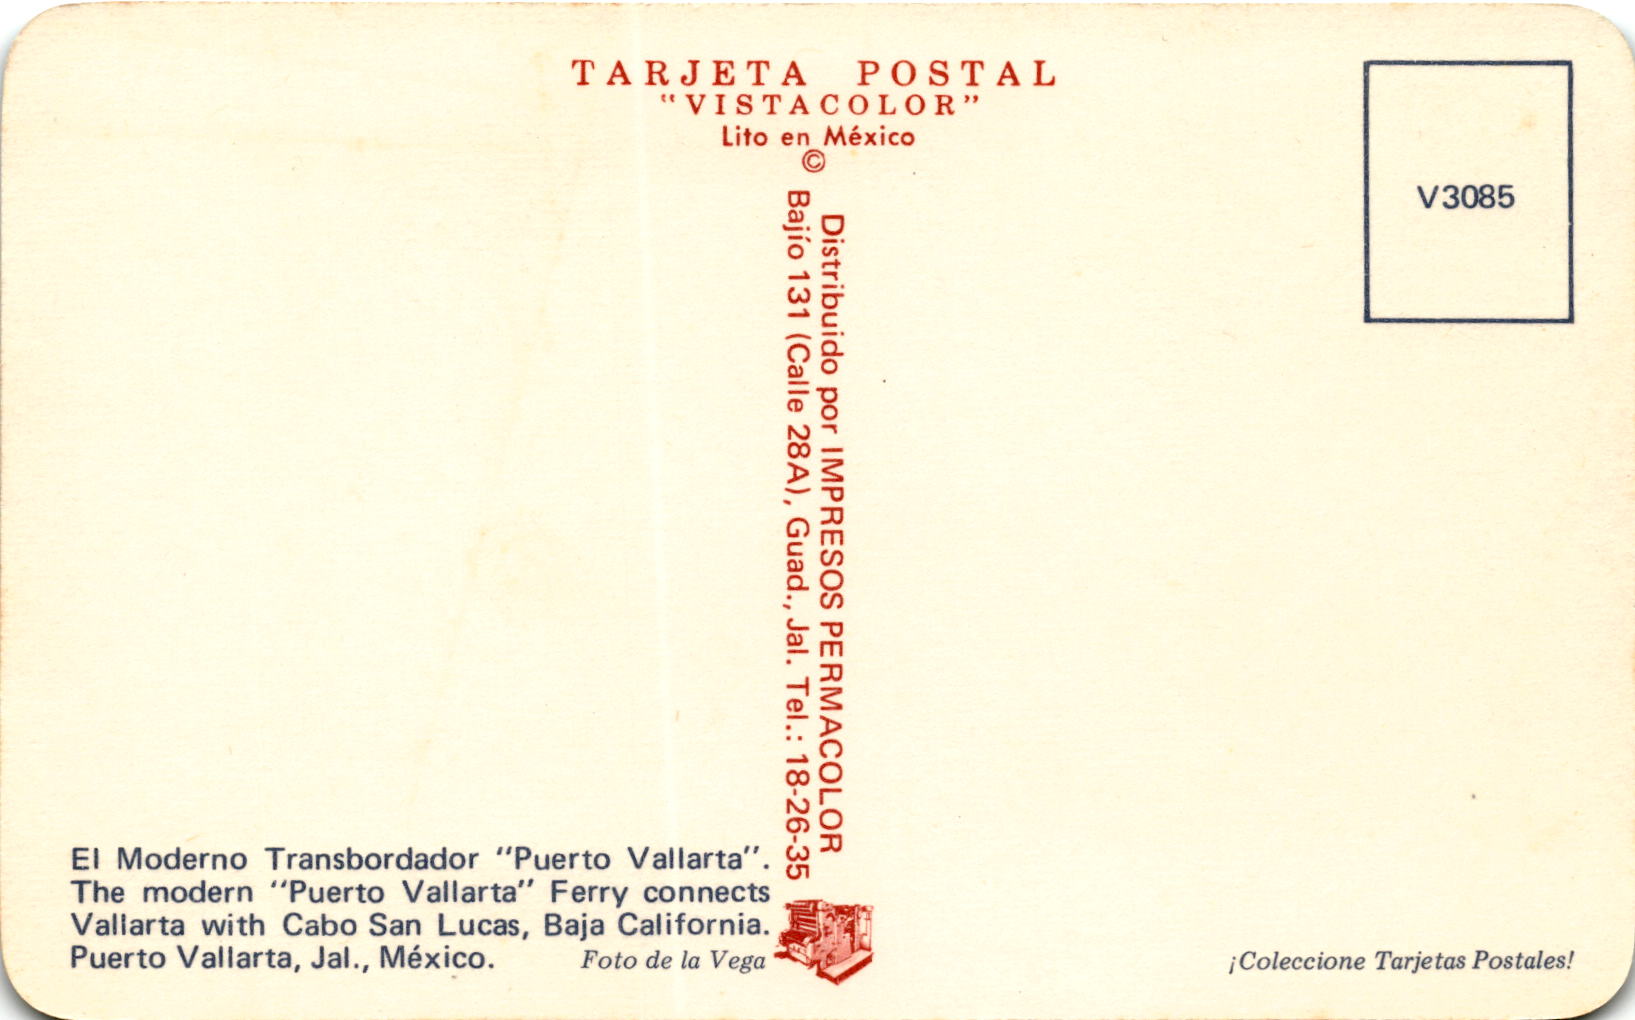 TARJETA POSTAL
"VISTACOLOR"
Lito en México
©
Distribuido por IMPRESOS PERMACOLOR
Bajío 131 (Calle 28A), Guad., Jal. Tel.: 18-26-35
V3085
El Moderno Transbordador "Puerto Vallarta".
The modern "Puerto Vallarta" Ferry connects
Vallarta with Cabo San Lucas, Baja California.
Puerto Vallarta, Jal., México.
Foto de la Vega
¡Coleccione Tarjetas Postales!